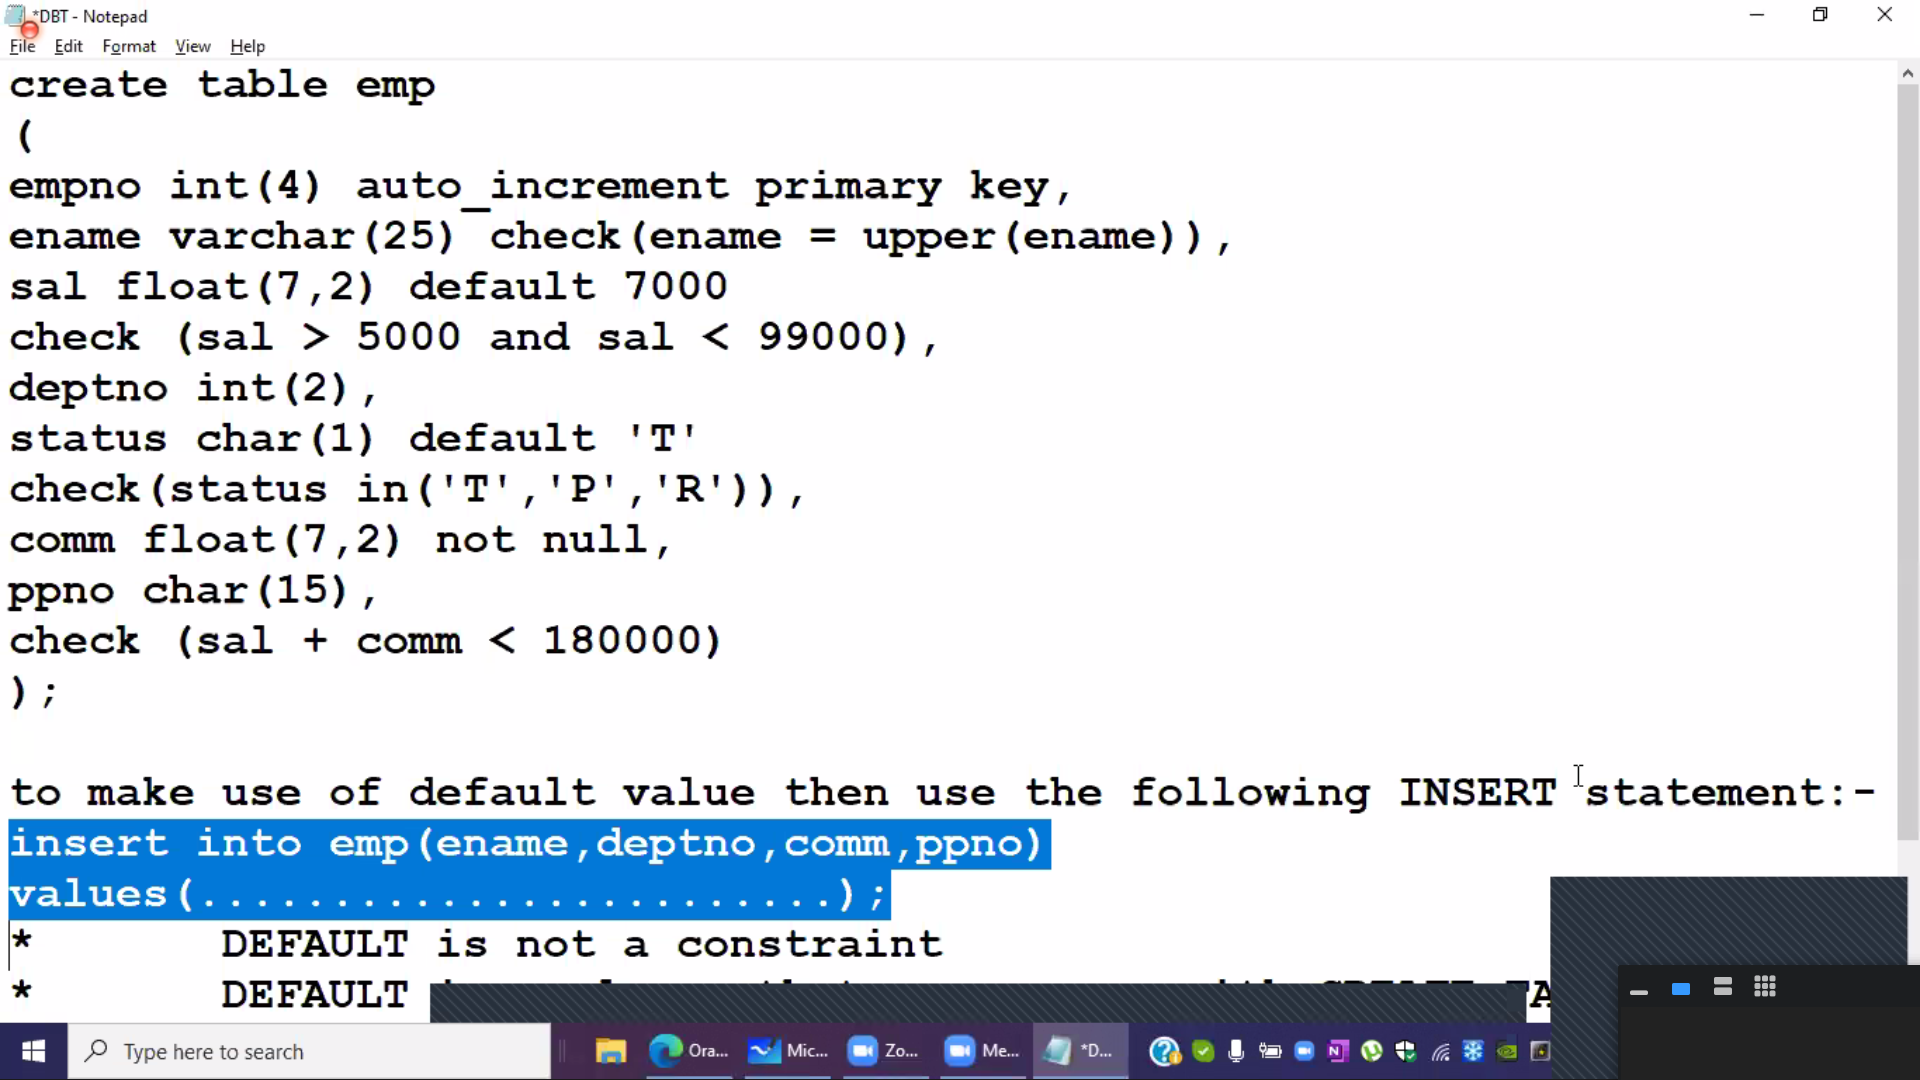 *DBT - Notepad
File Edit Format View Help
create table emp
(
empno int(4) auto_increment primary key,
ename varchar(25) check(ename = upper(ename)),
sal float(7,2) default 7000
check (sal > 5000 and sal < 99000),
deptno int(2),
status char(1) default 'T'
check(status in('T','P','R')),
comm float(7,2) not null,
ppno char(15),
check (sal + comm < 180000)
);
to make use of default value then use the following INSERT statement:-
insert into emp(ename,deptno,comm,ppno)
values(........................);
* DEFAULT is not a constraint
* DEFAULT
Type here to search
Ora... Mic... Zo... Me... *D...